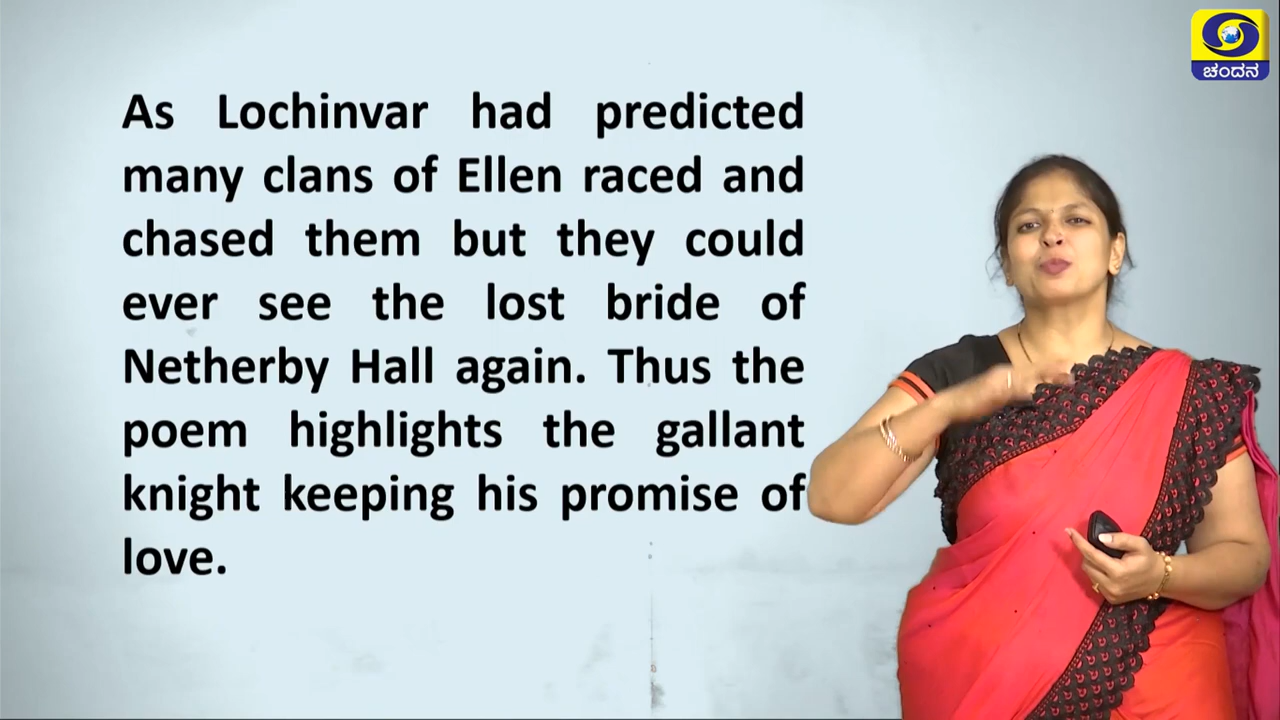 ಚಂದನ
As Lochinvar had predicted
many clans of Ellen raced and
chased them but they could
ever see the lost bride of
Netherby Hall again. Thus the
poem highlights the gallant
knight keeping his promise of
love.